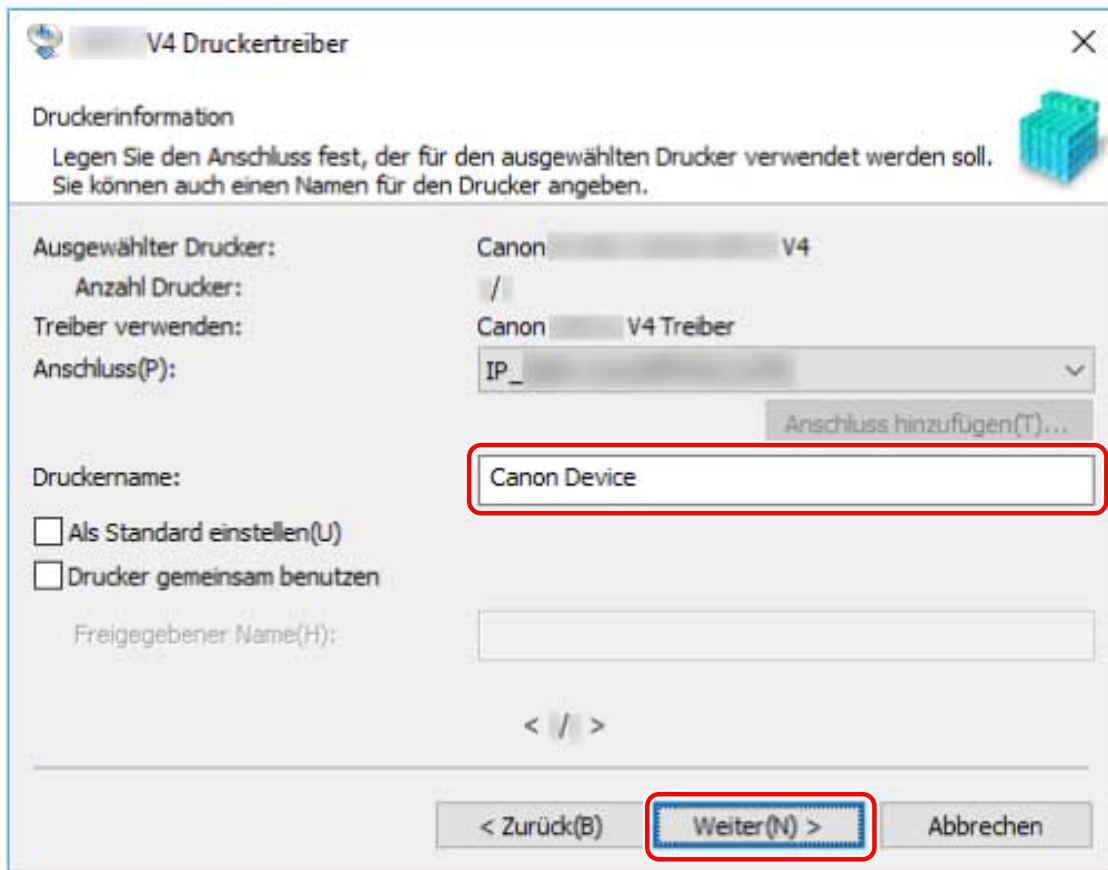 V4 Druckertreiber
Druckerinformation
Legen Sie den Anschluss fest, der für den ausgewählten Drucker verwendet werden soll.
Sie können auch einen Namen für den Drucker angeben.
Ausgewählter Drucker: Canon V4
Anzahl Drucker: /
Treiber verwenden: Canon V4 Treiber
Anschluss(P): IP_
Anschluss hinzufügen(T)...
Druckername: Canon Device
Als Standard einstellen(U)
Drucker gemeinsam benutzen
Freigegebener Name(H):
< / >
< Zurück(B) Weiter(N) > Abbrechen